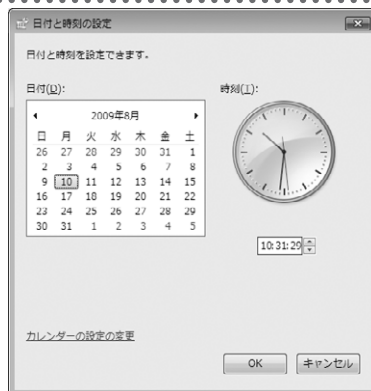 日付と時刻の設定
日付と時刻を設定できます。
日付(D):
時刻(T):
2009年8月
日 月 火 水 木 金 土
26 27 28 29 30 31 1
2 3 4 5 6 7 8
9 10 11 12 13 14 15
16 17 18 19 20 21 22
23 24 25 26 27 28 29
30 31 1 2 3 4 5
10:31:29
カレンダーの設定の変更
OK キャンセル